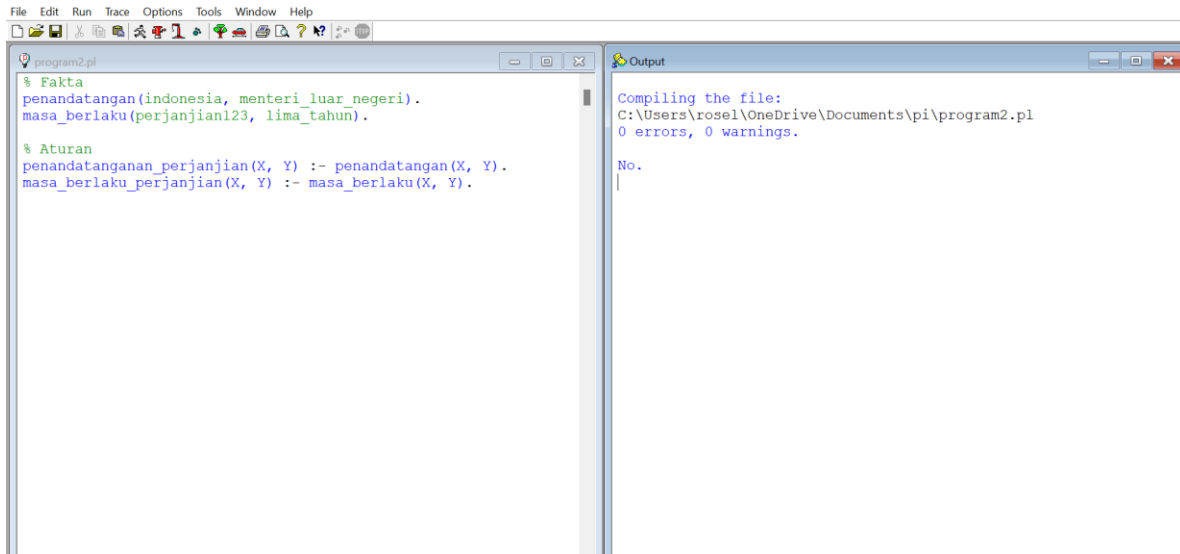 File Edit Run Trace Options Tools Window Help
program2.pl
% Fakta
penandatangan(indonesia, menteri_luar_negeri).
masa_berlaku(perjanjian123, lima_tahun).
% Aturan
penandatanganan_perjanjian(X, Y) :- penandatangan(X, Y).
masa_berlaku_perjanjian(X, Y) :- masa_berlaku(X, Y).
Output
Compiling the file:
C:\Users\rosel\OneDrive\Documents\pi\program2.pl
0 errors, 0 warnings.
No.